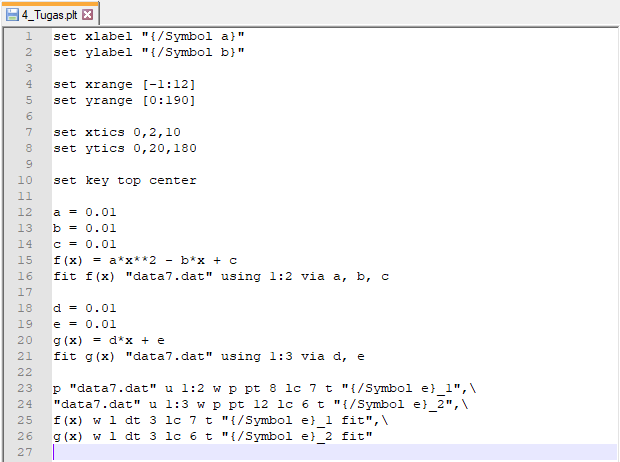 4_Tugas.plt
1 set xlabel "{/Symbol a}"
2 set ylabel "{/Symbol b}"
3
4 set xrange [-1:12]
5 set yrange [0:190]
6
7 set xtics 0,2,10
8 set ytics 0,20,180
9
10 set key top center
11
12 a = 0.01
13 b = 0.01
14 c = 0.01
15 f(x) = a*x**2 - b*x + c
16 fit f(x) "data7.dat" using 1:2 via a, b, c
17
18 d = 0.01
19 e = 0.01
20 g(x) = d*x + e
21 fit g(x) "data7.dat" using 1:3 via d, e
22
23 p "data7.dat" u 1:2 w p pt 8 lc 7 t "{/Symbol e}_1",\
24 "data7.dat" u 1:3 w p pt 12 lc 6 t "{/Symbol e}_2",\
25 f(x) w l dt 3 lc 7 t "{/Symbol e}_1 fit",\
26 g(x) w l dt 3 lc 6 t "{/Symbol e}_2 fit"
27